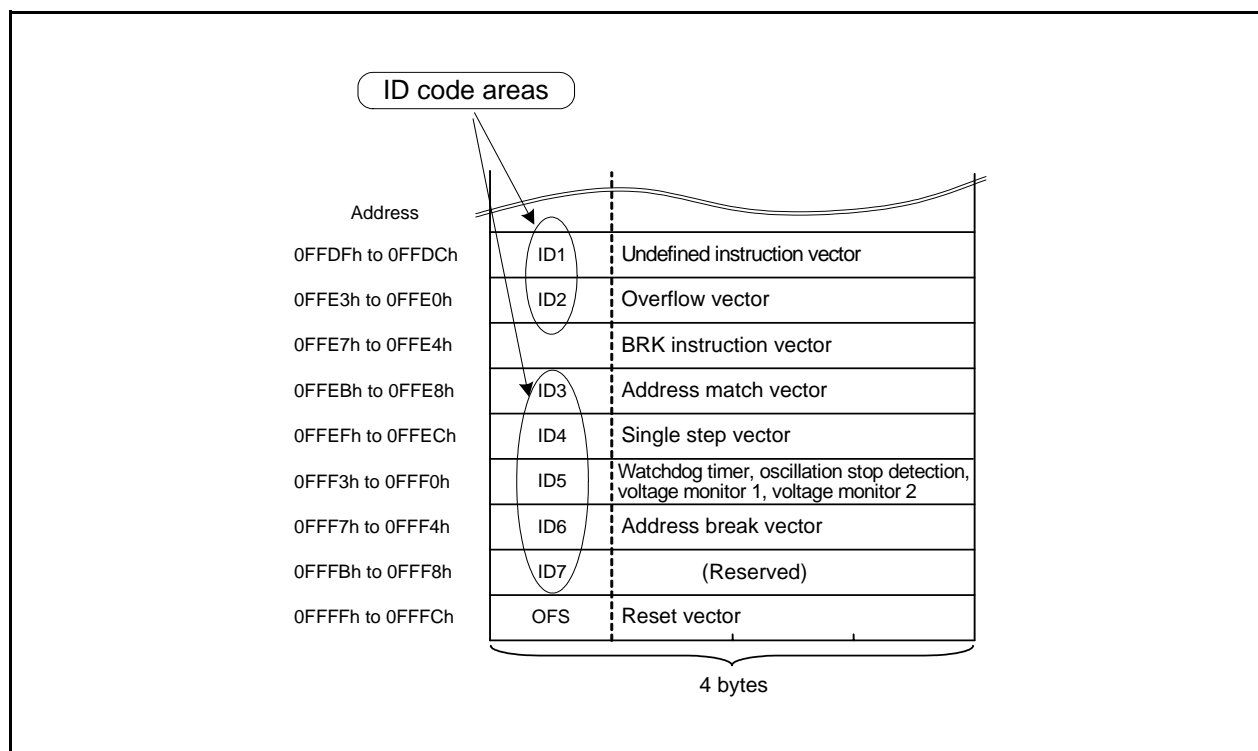 ID code areas
Address
0FFDFh to 0FFDCh ID1 Undefined instruction vector
0FFE3h to 0FFE0h ID2 Overflow vector
0FFE7h to 0FFE4h BRK instruction vector
0FFEBh to 0FFE8h ID3 Address match vector
0FFEFh to 0FFECh ID4 Single step vector
0FFF3h to 0FFF0h ID5 Watchdog timer, oscillation stop detection,
voltage monitor 1, voltage monitor 2
0FFF7h to 0FFF4h ID6 Address break vector
0FFFBh to 0FFF8h ID7 (Reserved)
0FFFFh to 0FFFCh OFS Reset vector
4 bytes